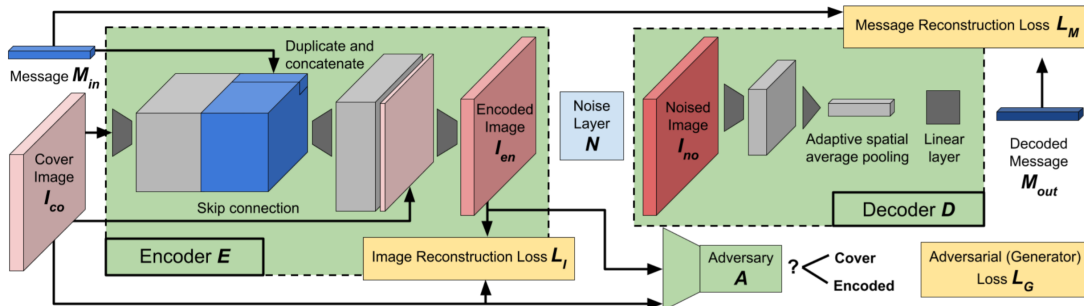 Message M_in
Duplicate and
concatenate
Message Reconstruction Loss L_M
Cover
Image
I_co
Skip connection
Encoder E
Encoded
Image
I_en
Image Reconstruction Loss L_I
Noise
Layer
N
Noised
Image
I_no
Adaptive spatial
average pooling
Linear
layer
Decoder D
Decoded
Message
M_out
Adversary
A
?
Cover
Encoded
Adversarial (Generator)
Loss L_G